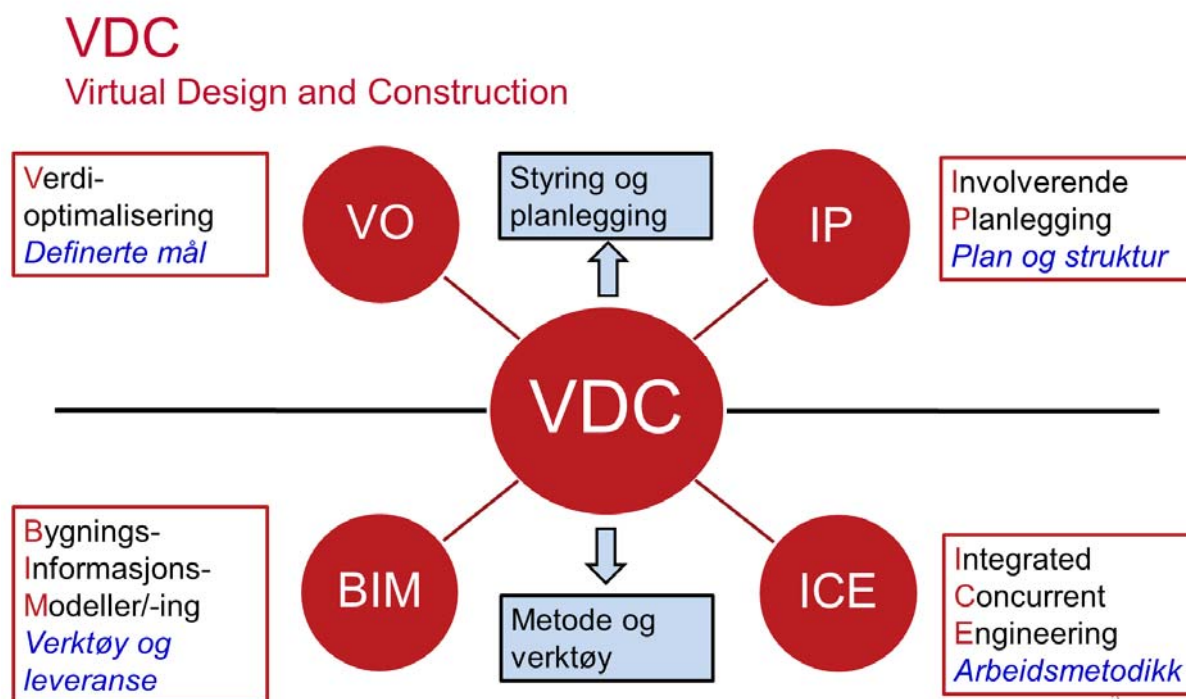 VDC
Virtual Design and Construction
Verdi-
optimalisering
Definerte mål
VO
Styring og
planlegging
IP
Involverende
Planlegging
Plan og struktur
VDC
Bygnings-
Informasjons-
Modeller/-ing
Verktøy og
leveranse
BIM
Metode og
verktøy
ICE
Integrated
Concurrent
Engineering
Arbeidsmetodikk